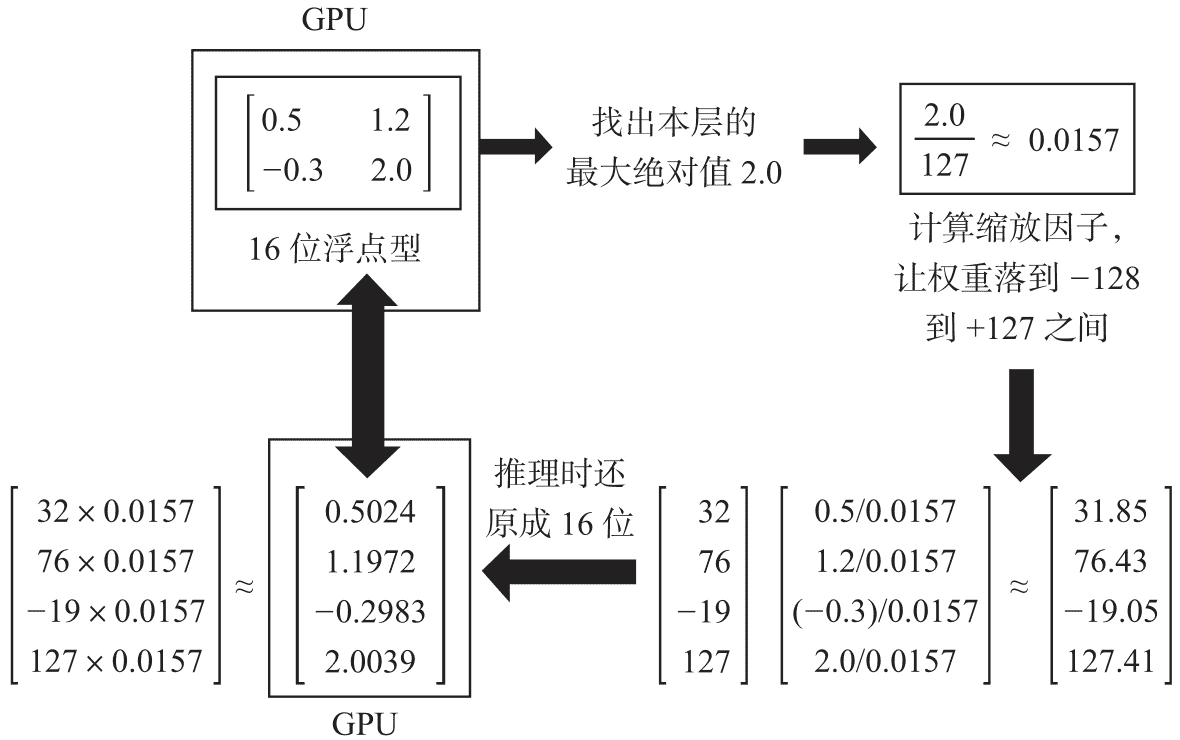 GPU
0.5 1.2
−0.3 2.0
16 位浮点型
找出本层的
最大绝对值 2.0
2.0
127
≈ 0.0157
计算缩放因子，
让权重落到 −128
到 +127 之间
0.5/0.0157
1.2/0.0157
(−0.3)/0.0157
2.0/0.0157
≈
31.85
76.43
−19.05
127.41
32
76
−19
127
推理时还
原成 16 位
32 × 0.0157
76 × 0.0157
−19 × 0.0157
127 × 0.0157
≈
0.5024
1.1972
−0.2983
2.0039
GPU